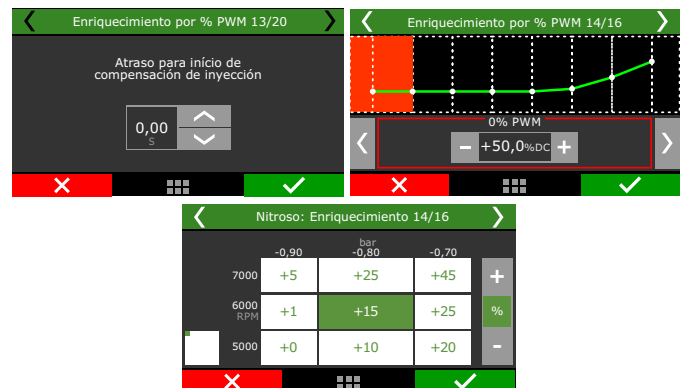 Enriquecimiento por % PWM 13/20
Atraso para início de
compensación de inyección
0,00
S
Enriquecimiento por % PWM 14/16
0% PWM
- +50,0%DC +
Nitroso: Enriquecimiento 14/16
bar
-0,90 -0,80 -0,70
7000 +5 +25 +45 +
6000 +1 +15 +25 %
RPM
5000 +0 +10 +20 -